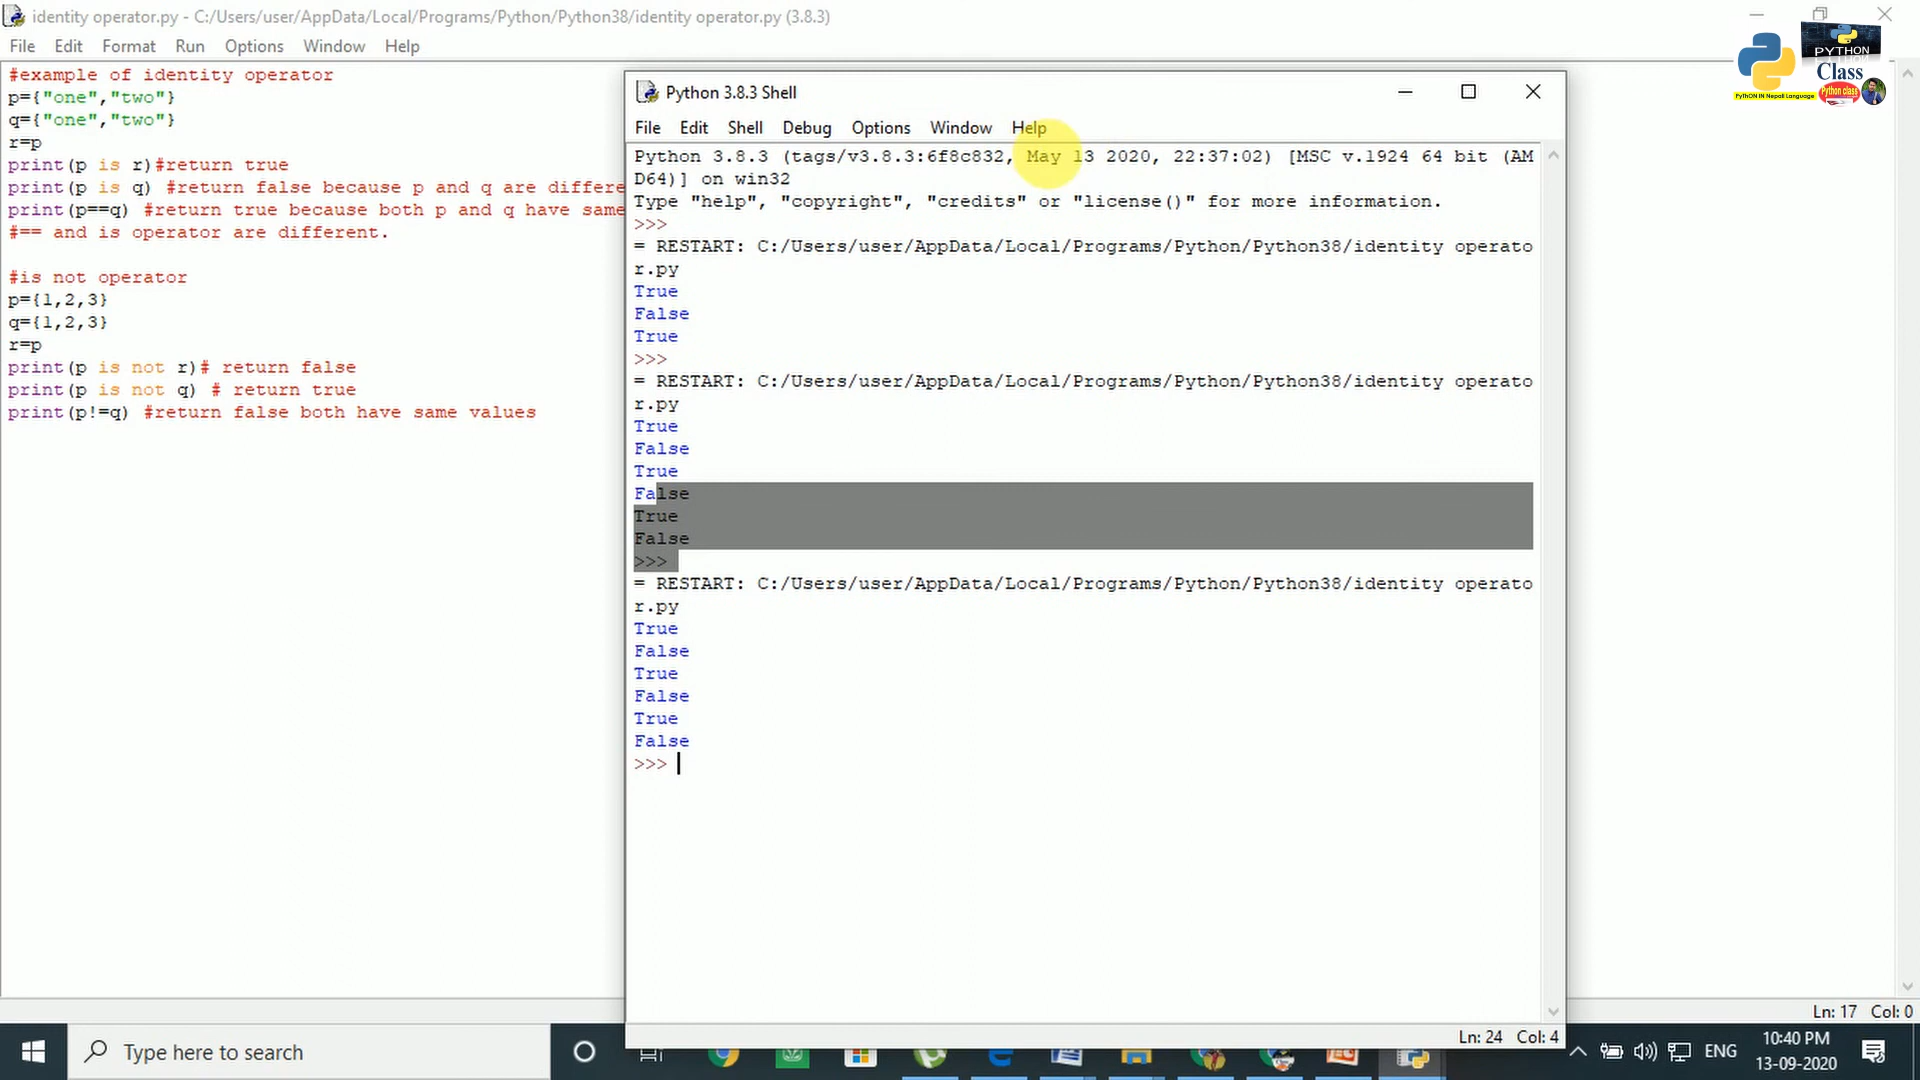 identity operator.py - C:/Users/user/AppData/Local/Programs/Python/Python38/identity operator.py (3.8.3)
File Edit Format Run Options Window Help
#example of identity operator
p={"one","two"}
q={"one","two"}
r=p
print(p is r)#return true
print(p is q) #return false because p and q are differe
print(p==q) #return true because both p and q have same
#== and is operator are different.
#is not operator
p={1,2,3}
q={1,2,3}
r=p
print(p is not r)# return false
print(p is not q) # return true
print(p!=q) #return false both have same values
Python 3.8.3 Shell
File Edit Shell Debug Options Window Help
Python 3.8.3 (tags/v3.8.3:6f8c832, May 13 2020, 22:37:02) [MSC v.1924 64 bit (AM
D64)] on win32
Type "help", "copyright", "credits" or "license()" for more information.
>>>
= RESTART: C:/Users/user/AppData/Local/Programs/Python/Python38/identity operato
r.py
True
False
True
>>>
= RESTART: C:/Users/user/AppData/Local/Programs/Python/Python38/identity operato
r.py
True
False
True
False
True
False
>>>
= RESTART: C:/Users/user/AppData/Local/Programs/Python/Python38/identity operato
r.py
True
False
True
False
True
False
>>>
Ln: 24 Col: 4
PYTHON
Class
PythON IN Nepali Language
Python class
Ln: 17 Col: 0
Type here to search
ENG
10:40 PM
13-09-2020